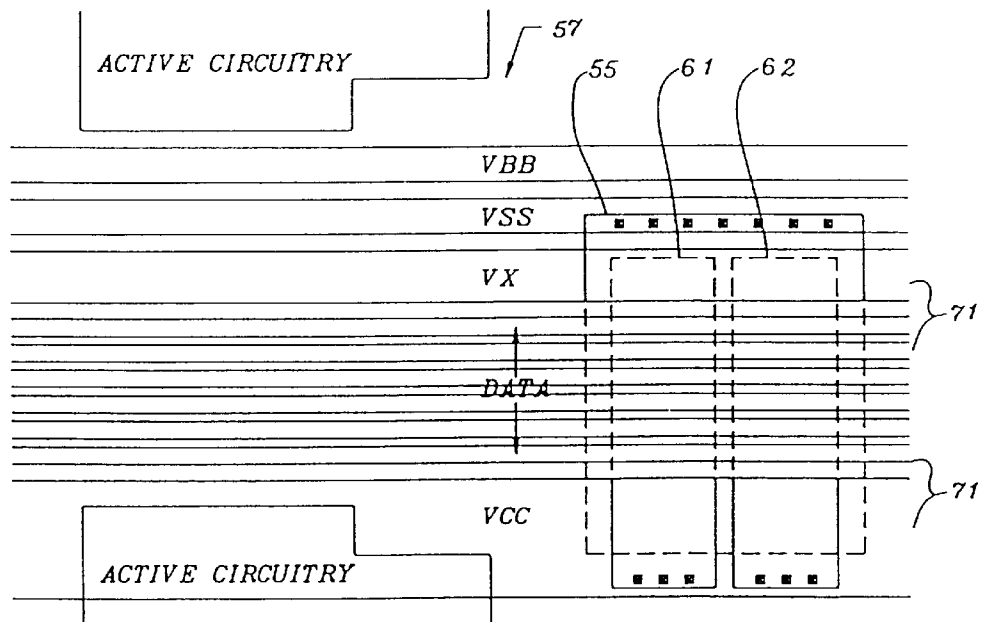 57
ACTIVE CIRCUITRY
55
61
62
VBB
VSS
VX
71
DATA
71
VCC
ACTIVE CIRCUITRY